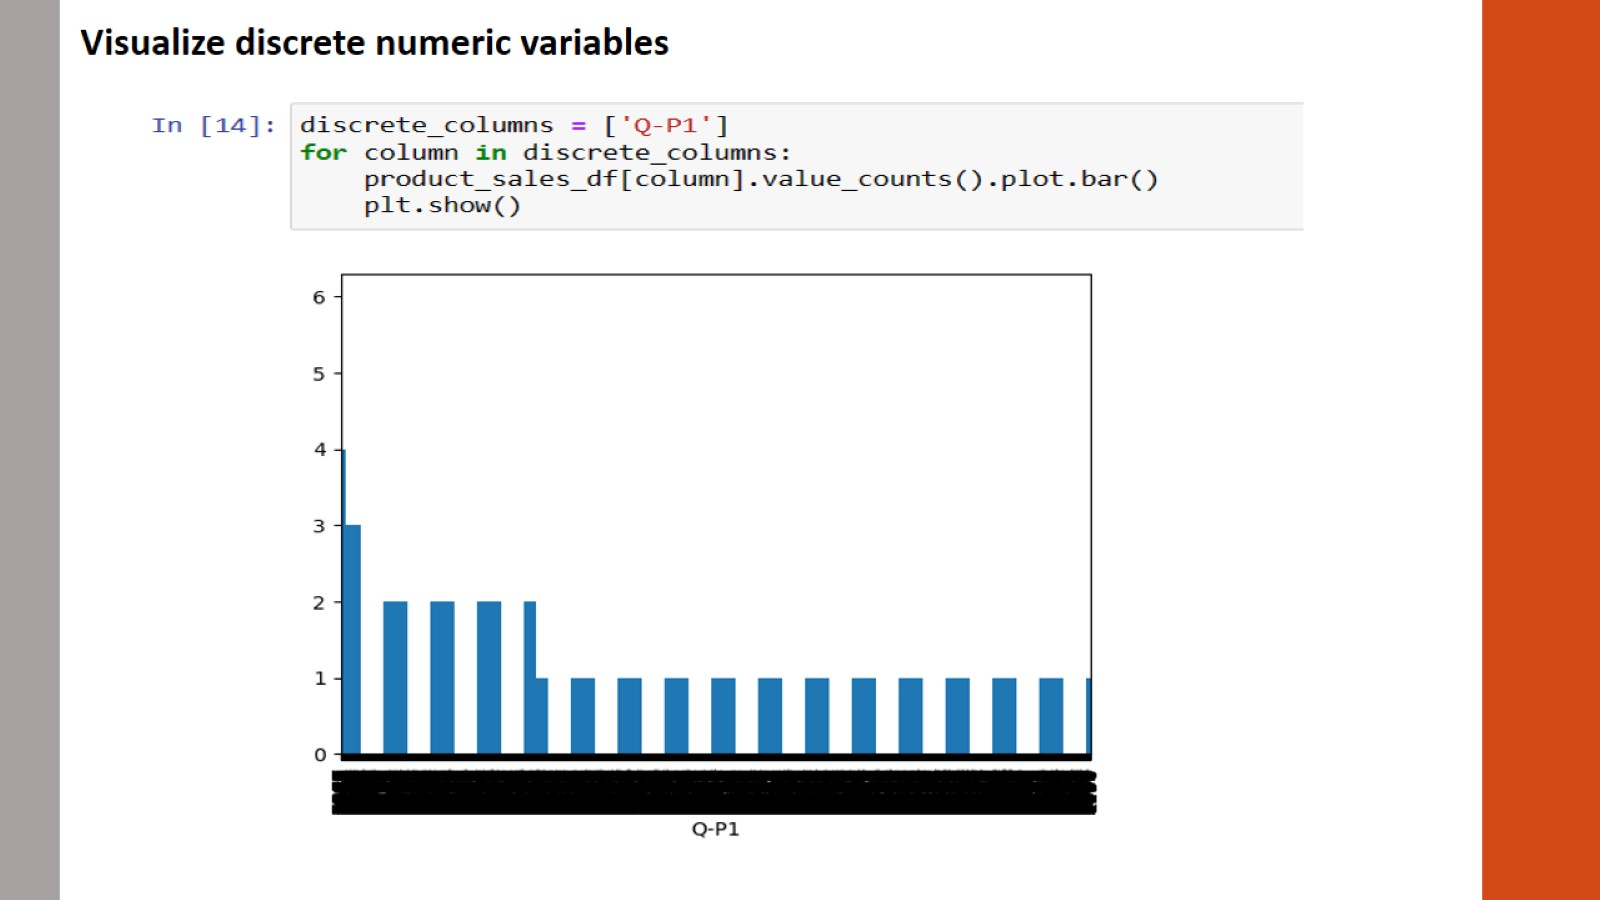 Visualize discrete numeric variables
In [14]:
discrete_columns = ['Q-P1']
for column in discrete_columns:
    product_sales_df[column].value_counts().plot.bar()
    plt.show()
6
5
4
3
2
1
0
Q-P1